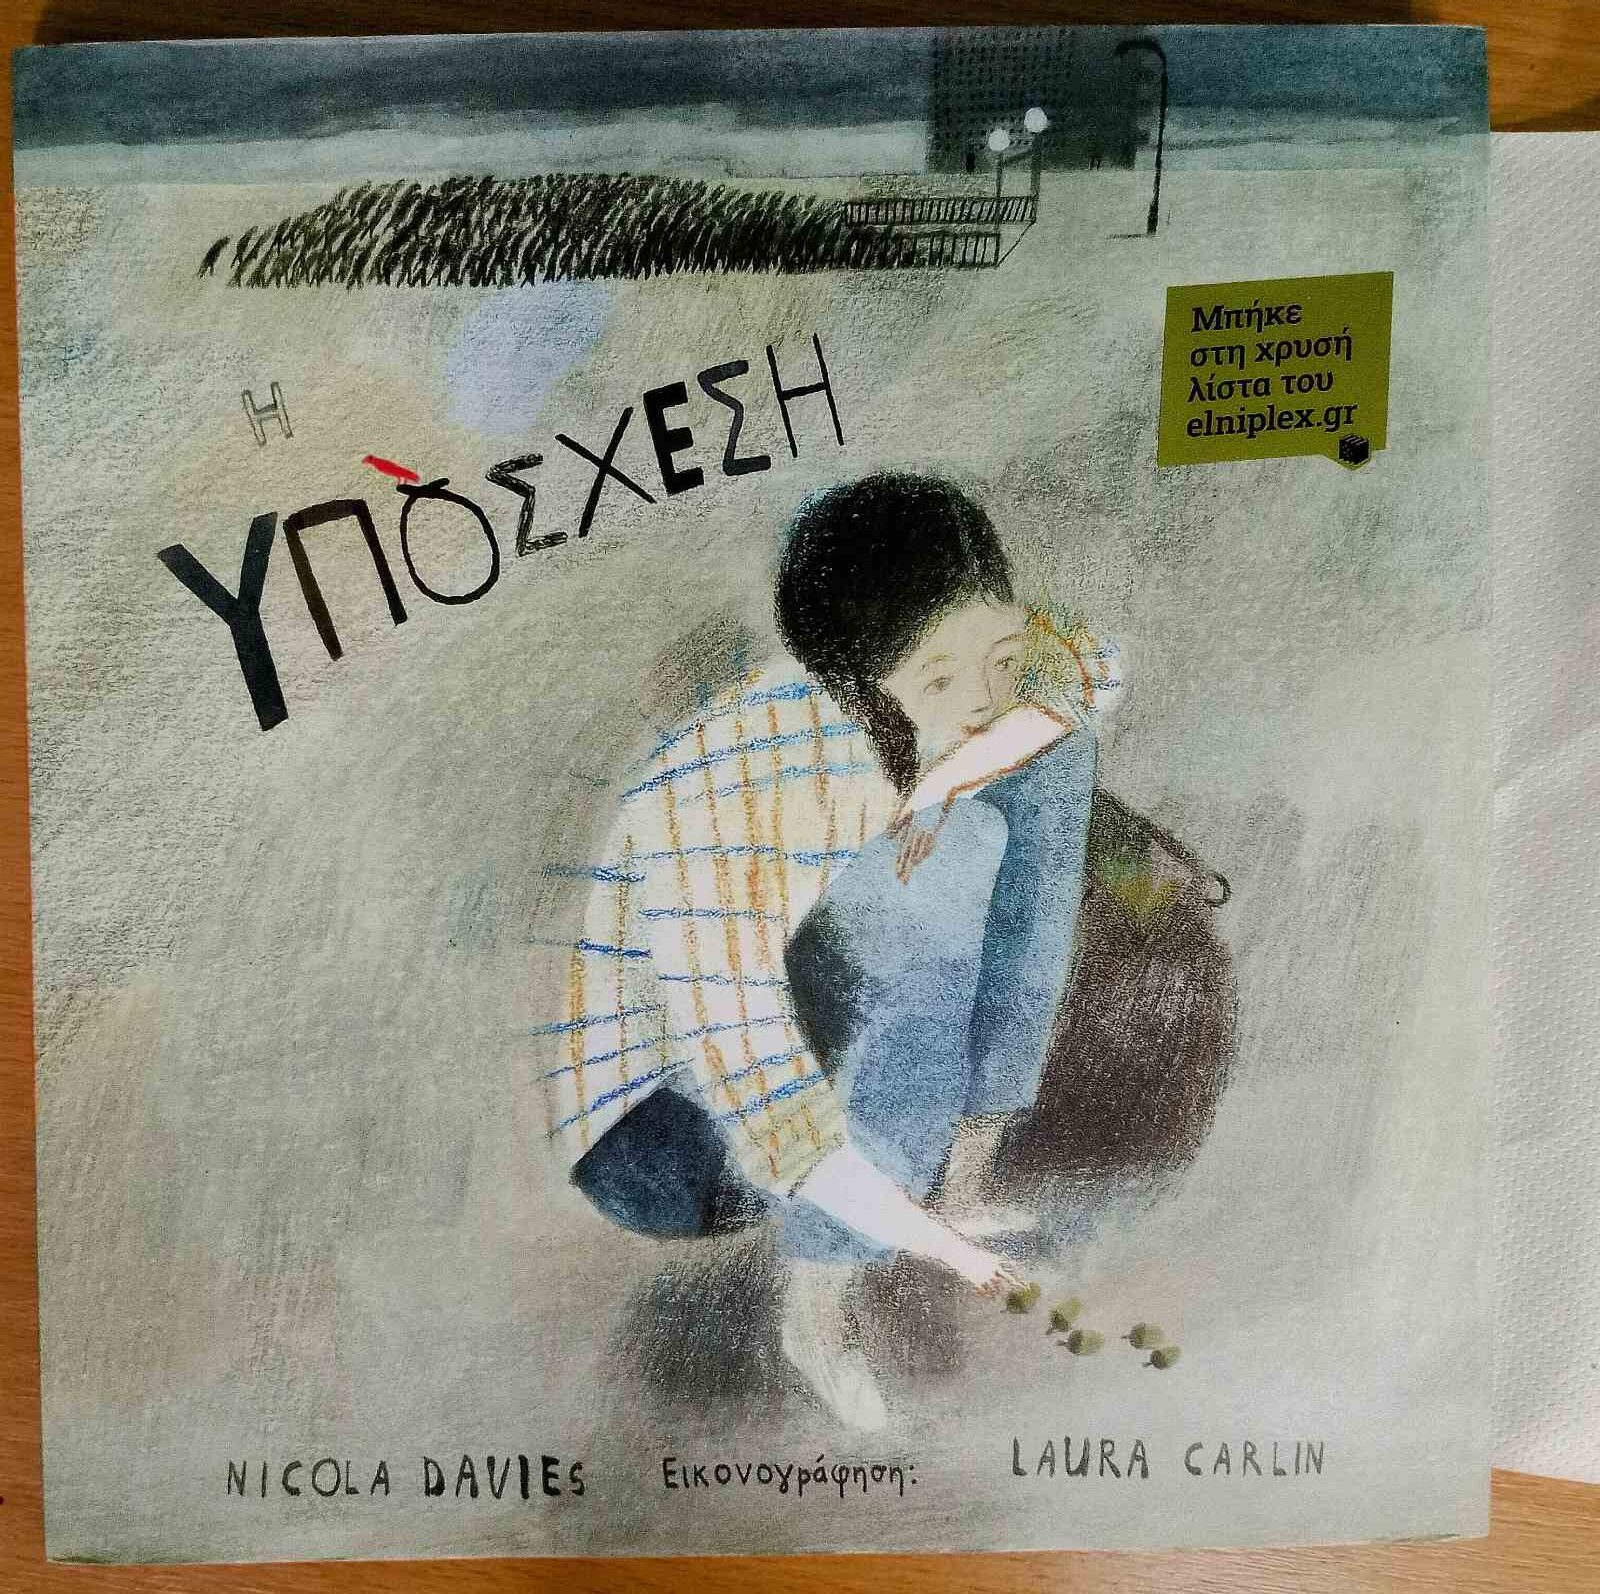 Η
ΥΠΟΣΧΕΣΗ
Μπήκε
στη χρυσή
λίστα του
elniplex.gr
NICOLA DAVIES Εικονογράφηση: LAURA CARLIN